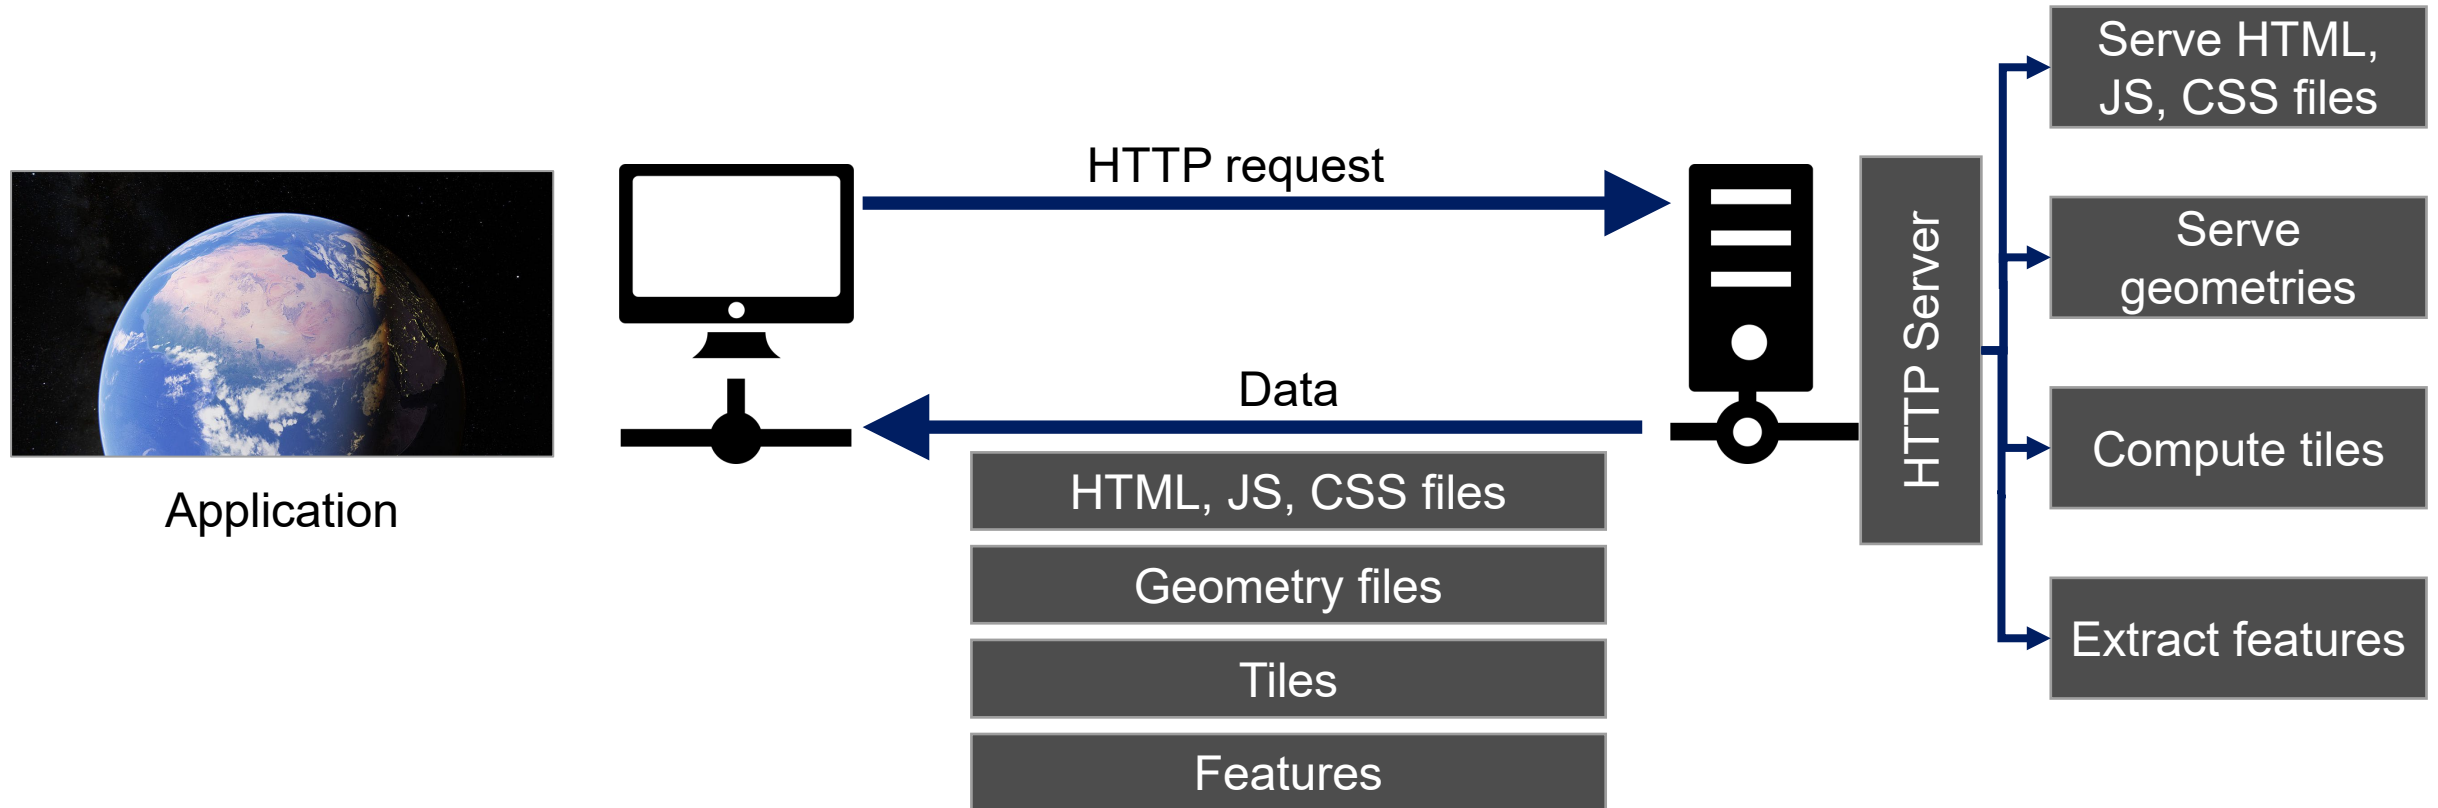 Application
HTTP request
Data
HTML, JS, CSS files
Geometry files
Tiles
Features
HTTP Server
Serve HTML,
JS, CSS files
Serve
geometries
Compute tiles
Extract features